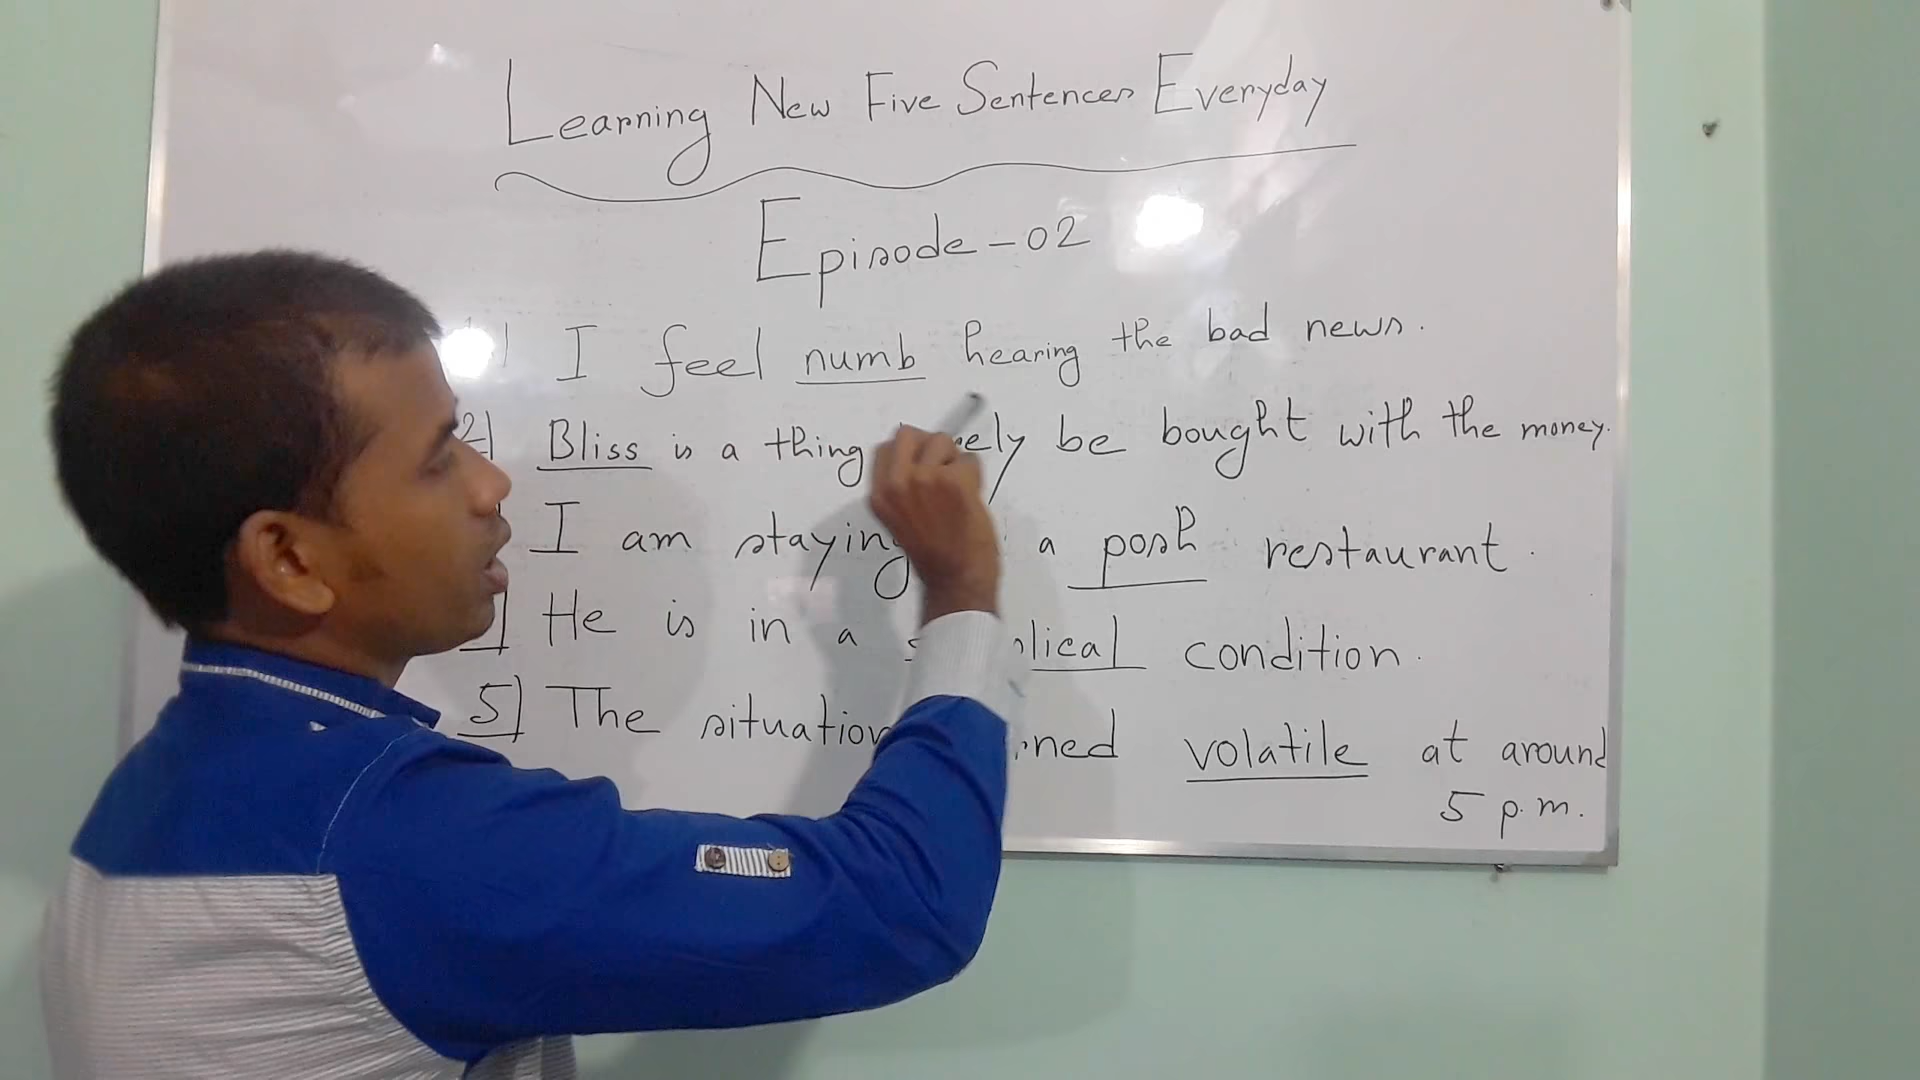 Learning New Five Sentences Everyday
Episode-02
I feel numb hearing the bad news.
2) Bliss is a thing be bought with the money.
I am staying a posh restaurant.
He is in a condition.
5) The situation volatile at around
5 p.m.